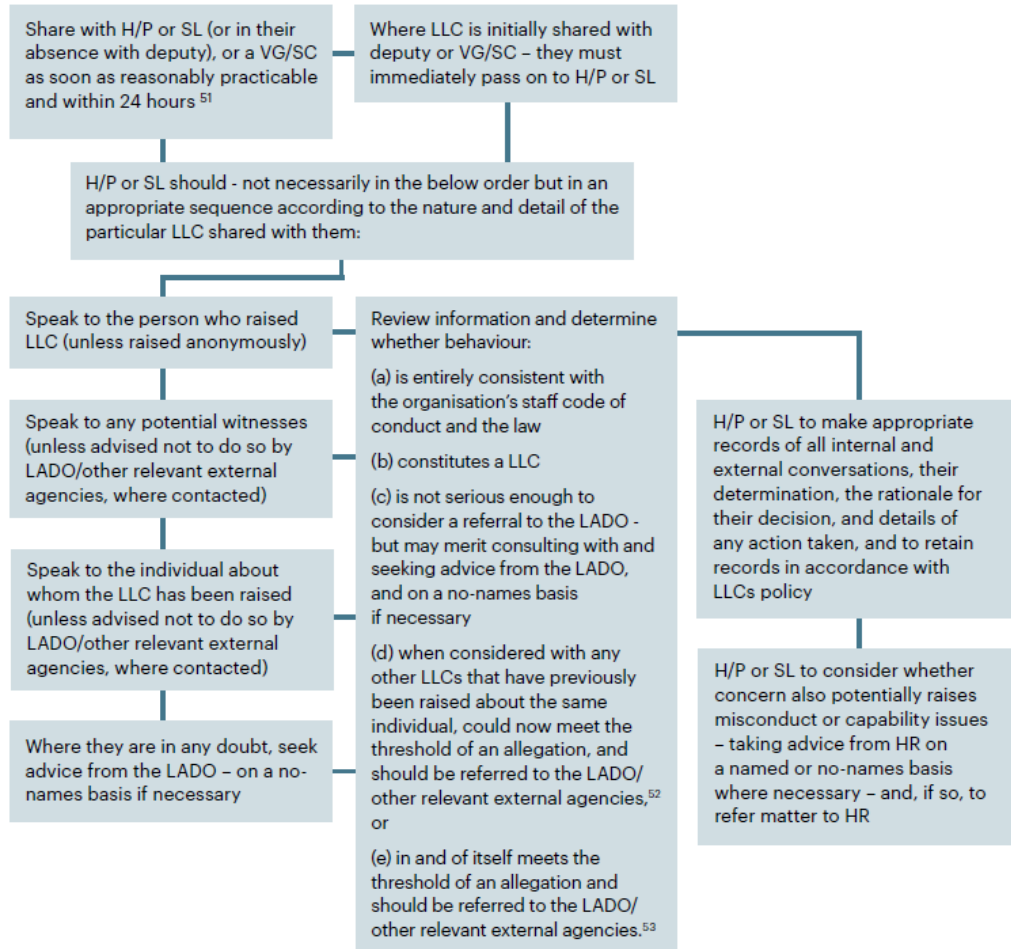 Share with H/P or SL (or in their
absence with deputy), or a VG/SC
as soon as reasonably practicable
and within 24 hours 51
Where LLC is initially shared with
deputy or VG/SC – they must
immediately pass on to H/P or SL
H/P or SL should - not necessarily in the below order but in an
appropriate sequence according to the nature and detail of the
particular LLC shared with them:
Speak to the person who raised
LLC (unless raised anonymously)
Speak to any potential witnesses
(unless advised not to do so by
LADO/other relevant external
agencies, where contacted)
Speak to the individual about
whom the LLC has been raised
(unless advised not to do so by
LADO/other relevant external
agencies, where contacted)
Where they are in any doubt, seek
advice from the LADO – on a no-
names basis if necessary
Review information and determine
whether behaviour:
(a) is entirely consistent with
the organisation's staff code of
conduct and the law
(b) constitutes a LLC
(c) is not serious enough to
consider a referral to the LADO -
but may merit consulting with and
seeking advice from the LADO,
and on a no-names basis
if necessary
(d) when considered with any
other LLCs that have previously
been raised about the same
individual, could now meet the
threshold of an allegation, and
should be referred to the LADO/
other relevant external agencies,52
or
(e) in and of itself meets the
threshold of an allegation and
should be referred to the LADO/
other relevant external agencies.53
H/P or SL to make appropriate
records of all internal and
external conversations, their
determination, the rationale for
their decision, and details of
any action taken, and to retain
records in accordance with
LLCs policy
H/P or SL to consider whether
concern also potentially raises
misconduct or capability issues
– taking advice from HR on
a named or no-names basis
where necessary – and, if so, to
refer matter to HR